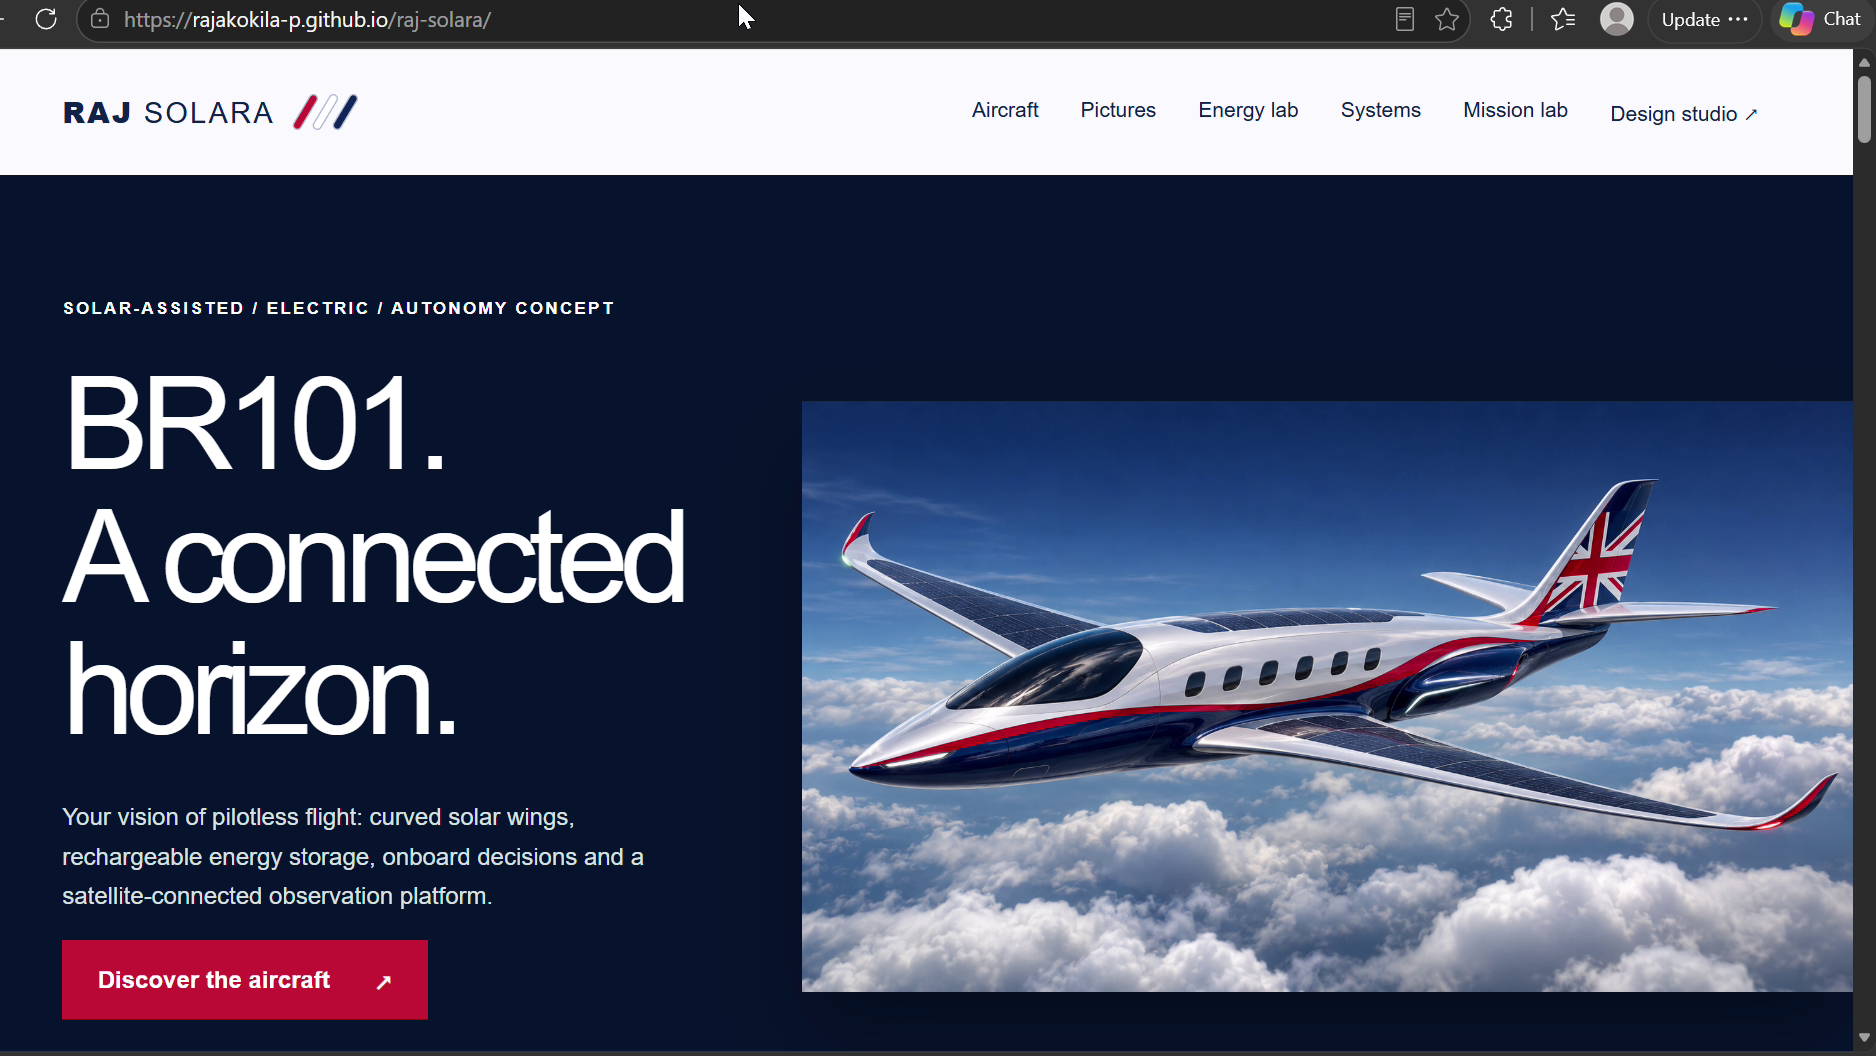 https://rajakokila-p.github.io/raj-solara/
Update
Chat
RAJ SOLARA
Aircraft
Pictures
Energy lab
Systems
Mission lab
Design studio ↗
SOLAR-ASSISTED / ELECTRIC / AUTONOMY CONCEPT
BR101.
A connected
horizon.
Your vision of pilotless flight: curved solar wings,
rechargeable energy storage, onboard decisions and a
satellite-connected observation platform.
Discover the aircraft ↗